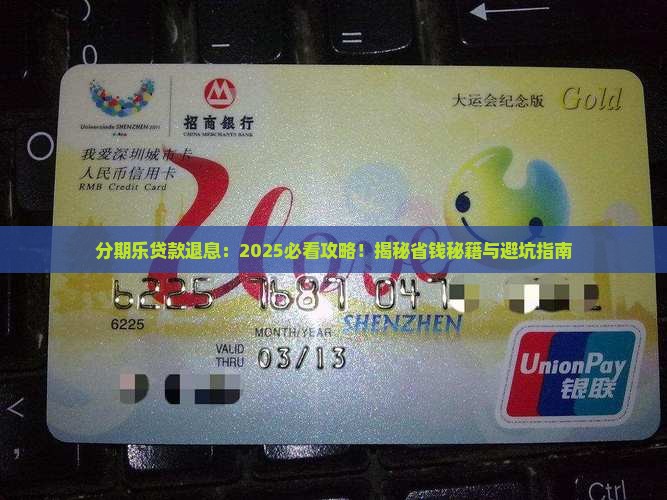 大运会纪念版 Gold
Universiade SHENZHEN 2011
招商银行
CHINA MERCHANTS BANK
我爱深圳城市卡
人民币信用卡
RMB Credit Card
分期乐贷款退息：2025必看攻略！揭秘省钱秘籍与避坑指南
6225 7687 047
6225
SHENZHEN
MONTH/YEAR
VALID THRU 03/13
UnionPay
银联
Ctrl